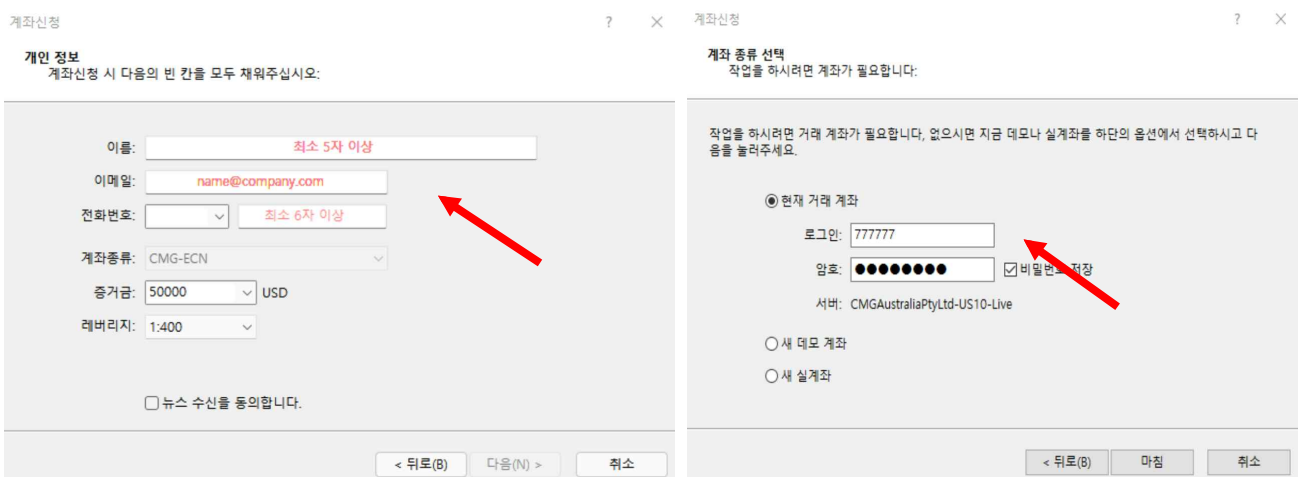 계좌신청
개인 정보
계좌신청 시 다음의 빈 칸을 모두 채워주십시오:
이름: 최소 5자 이상
이메일: name@company.com
전화번호: 최소 6자 이상
계좌종류: CMG-ECN
증거금: 50000 USD
레버리지: 1:400
뉴스 수신을 동의합니다.
< 뒤로(B) 다음(N) > 취소
계좌신청
계좌 종류 선택
작업을 하시려면 계좌가 필요합니다:
작업을 하시려면 거래 계좌가 필요합니다, 없으시면 지금 데모나 실계좌를 하단의 옵션에서 선택하시고 다
음을 눌러주세요.
현재 거래 계좌
로그인: 777777
암호: ●●●●●●●● 비밀번호 저장
서버: CMGAustraliaPtyLtd-US10-Live
새 데모 계좌
새 실계좌
< 뒤로(B) 마침 취소